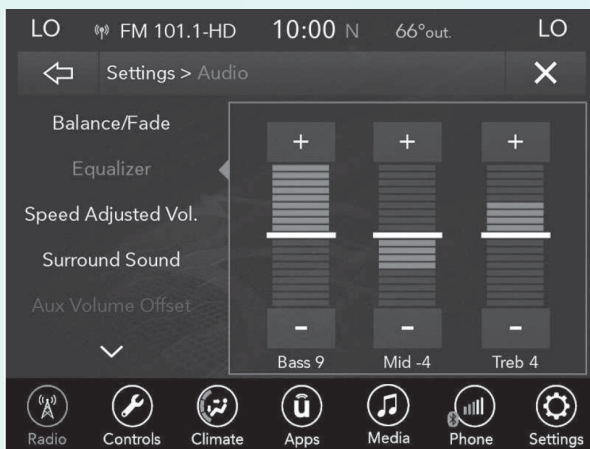 LO FM 101.1-HD 10:00 N 66°out. LO
Settings > Audio
Balance/Fade
Equalizer
Speed Adjusted Vol.
Surround Sound
Aux Volume Offset
+ + +
- - -
Bass 9 Mid -4 Treb 4
Radio Controls Climate Apps Media Phone Settings